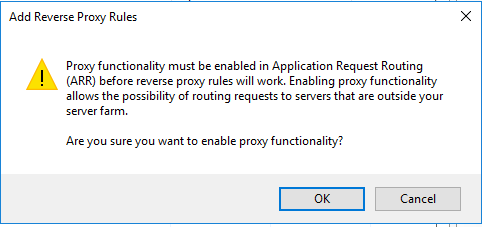 Add Reverse Proxy Rules
Proxy functionality must be enabled in Application Request Routing
(ARR) before reverse proxy rules will work. Enabling proxy functionality
allows the possibility of routing requests to servers that are outside your
server farm.
Are you sure you want to enable proxy functionality?
OK
Cancel